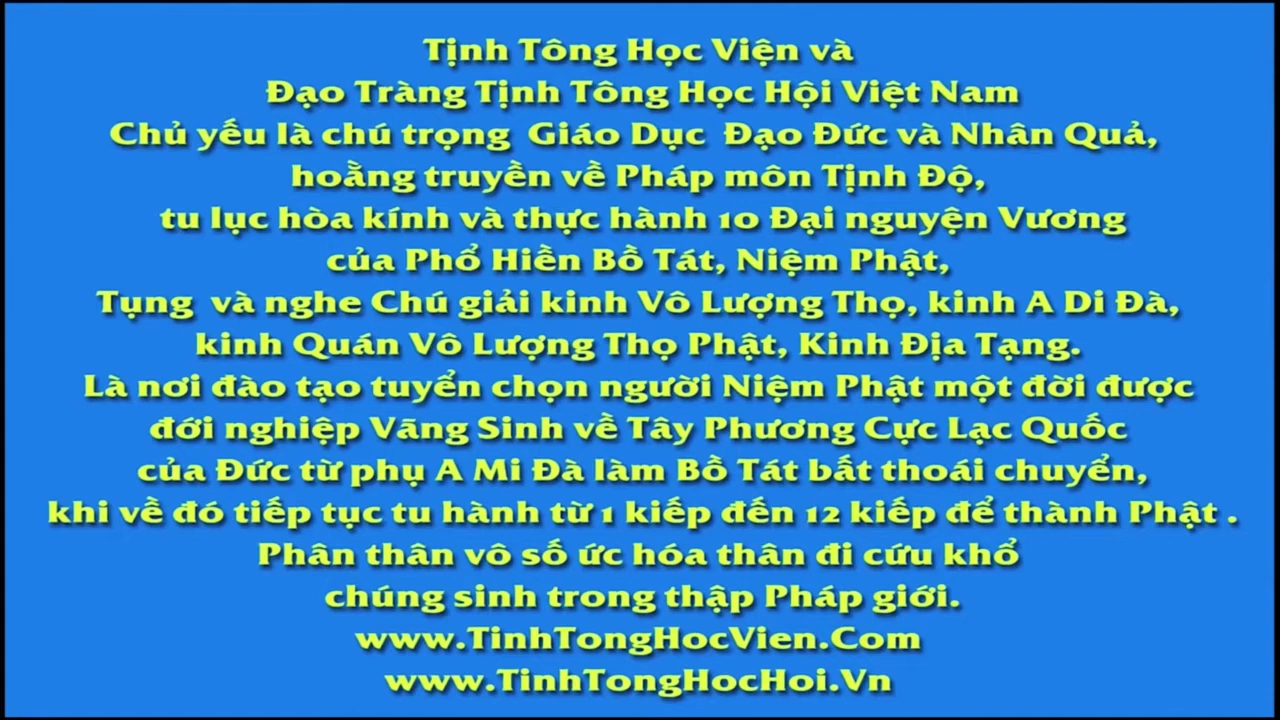 Tịnh Tông Học Viện và
Đạo Tràng Tịnh Tông Học Hội Việt Nam
Chủ yếu là chú trọng Giáo Dục Đạo Đức và Nhân Quả,
hoằng truyền về Pháp môn Tịnh Độ,
tu lục hòa kính và thực hành 10 Đại nguyện Vương
của Phổ Hiền Bồ Tát, Niệm Phật,
Tụng và nghe Chú giải kinh Vô Lượng Thọ, kinh A Di Đà,
kinh Quán Vô Lượng Thọ Phật, Kinh Địa Tạng.
Là nơi đào tạo tuyển chọn người Niệm Phật một đời được
đới nghiệp Vãng Sinh về Tây Phương Cực Lạc Quốc
của Đức từ phụ A Mi Đà làm Bồ Tát bất thoái chuyển,
khi về đó tiếp tục tu hành từ 1 kiếp đến 12 kiếp để thành Phật .
Phân thân vô số ức hóa thân đi cứu khổ
chúng sinh trong thập Pháp giới.
www.TinhTongHocVien.Com
www.TinhTongHocHoi.Vn